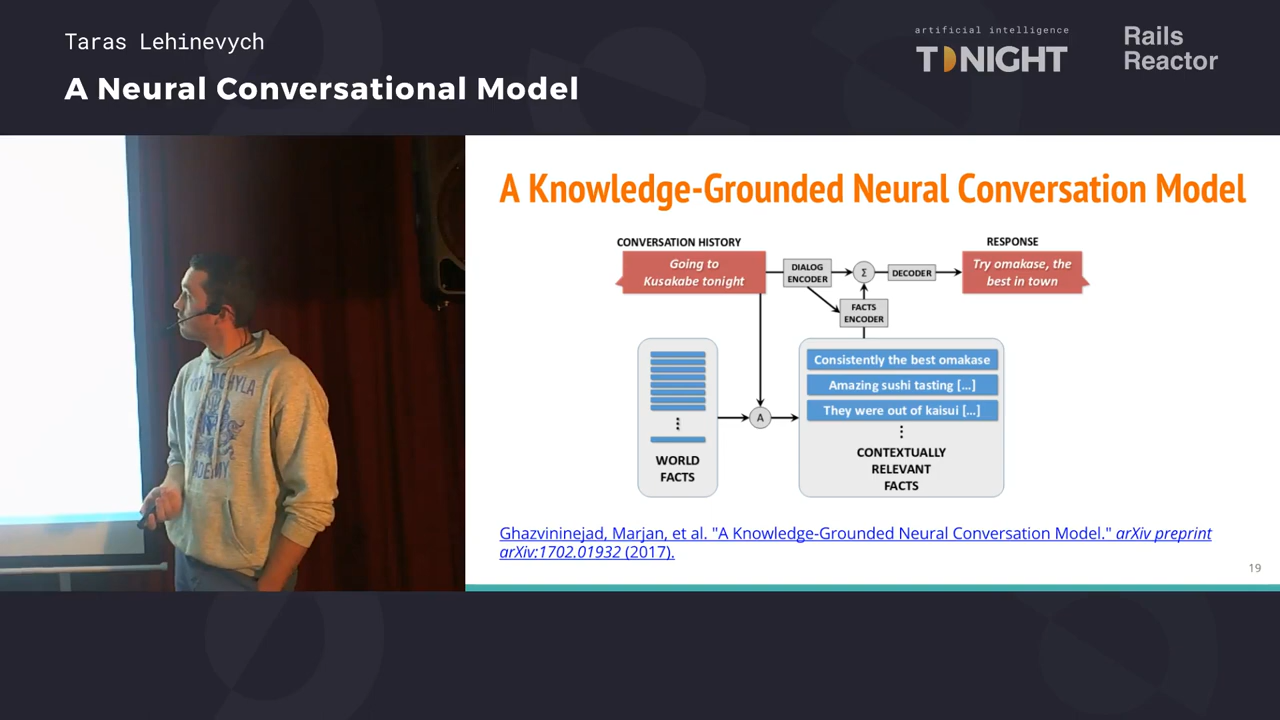 Taras Lehinevych
A Neural Conversational Model
artificial intelligence
TONIGHT
Rails
Reactor
A Knowledge-Grounded Neural Conversation Model
CONVERSATION HISTORY
Going to
Kusakabe tonight
DIALOG
ENCODER
Σ
DECODER
RESPONSE
Try omakase, the
best in town
FACTS
ENCODER
WORLD
FACTS
A
Consistently the best omakase
Amazing sushi tasting [...]
They were out of kaisui [...]
CONTEXTUALLY
RELEVANT
FACTS
Ghazvininejad, Marjan, et al. "A Knowledge-Grounded Neural Conversation Model." arXiv preprint
arXiv:1702.01932 (2017).
19